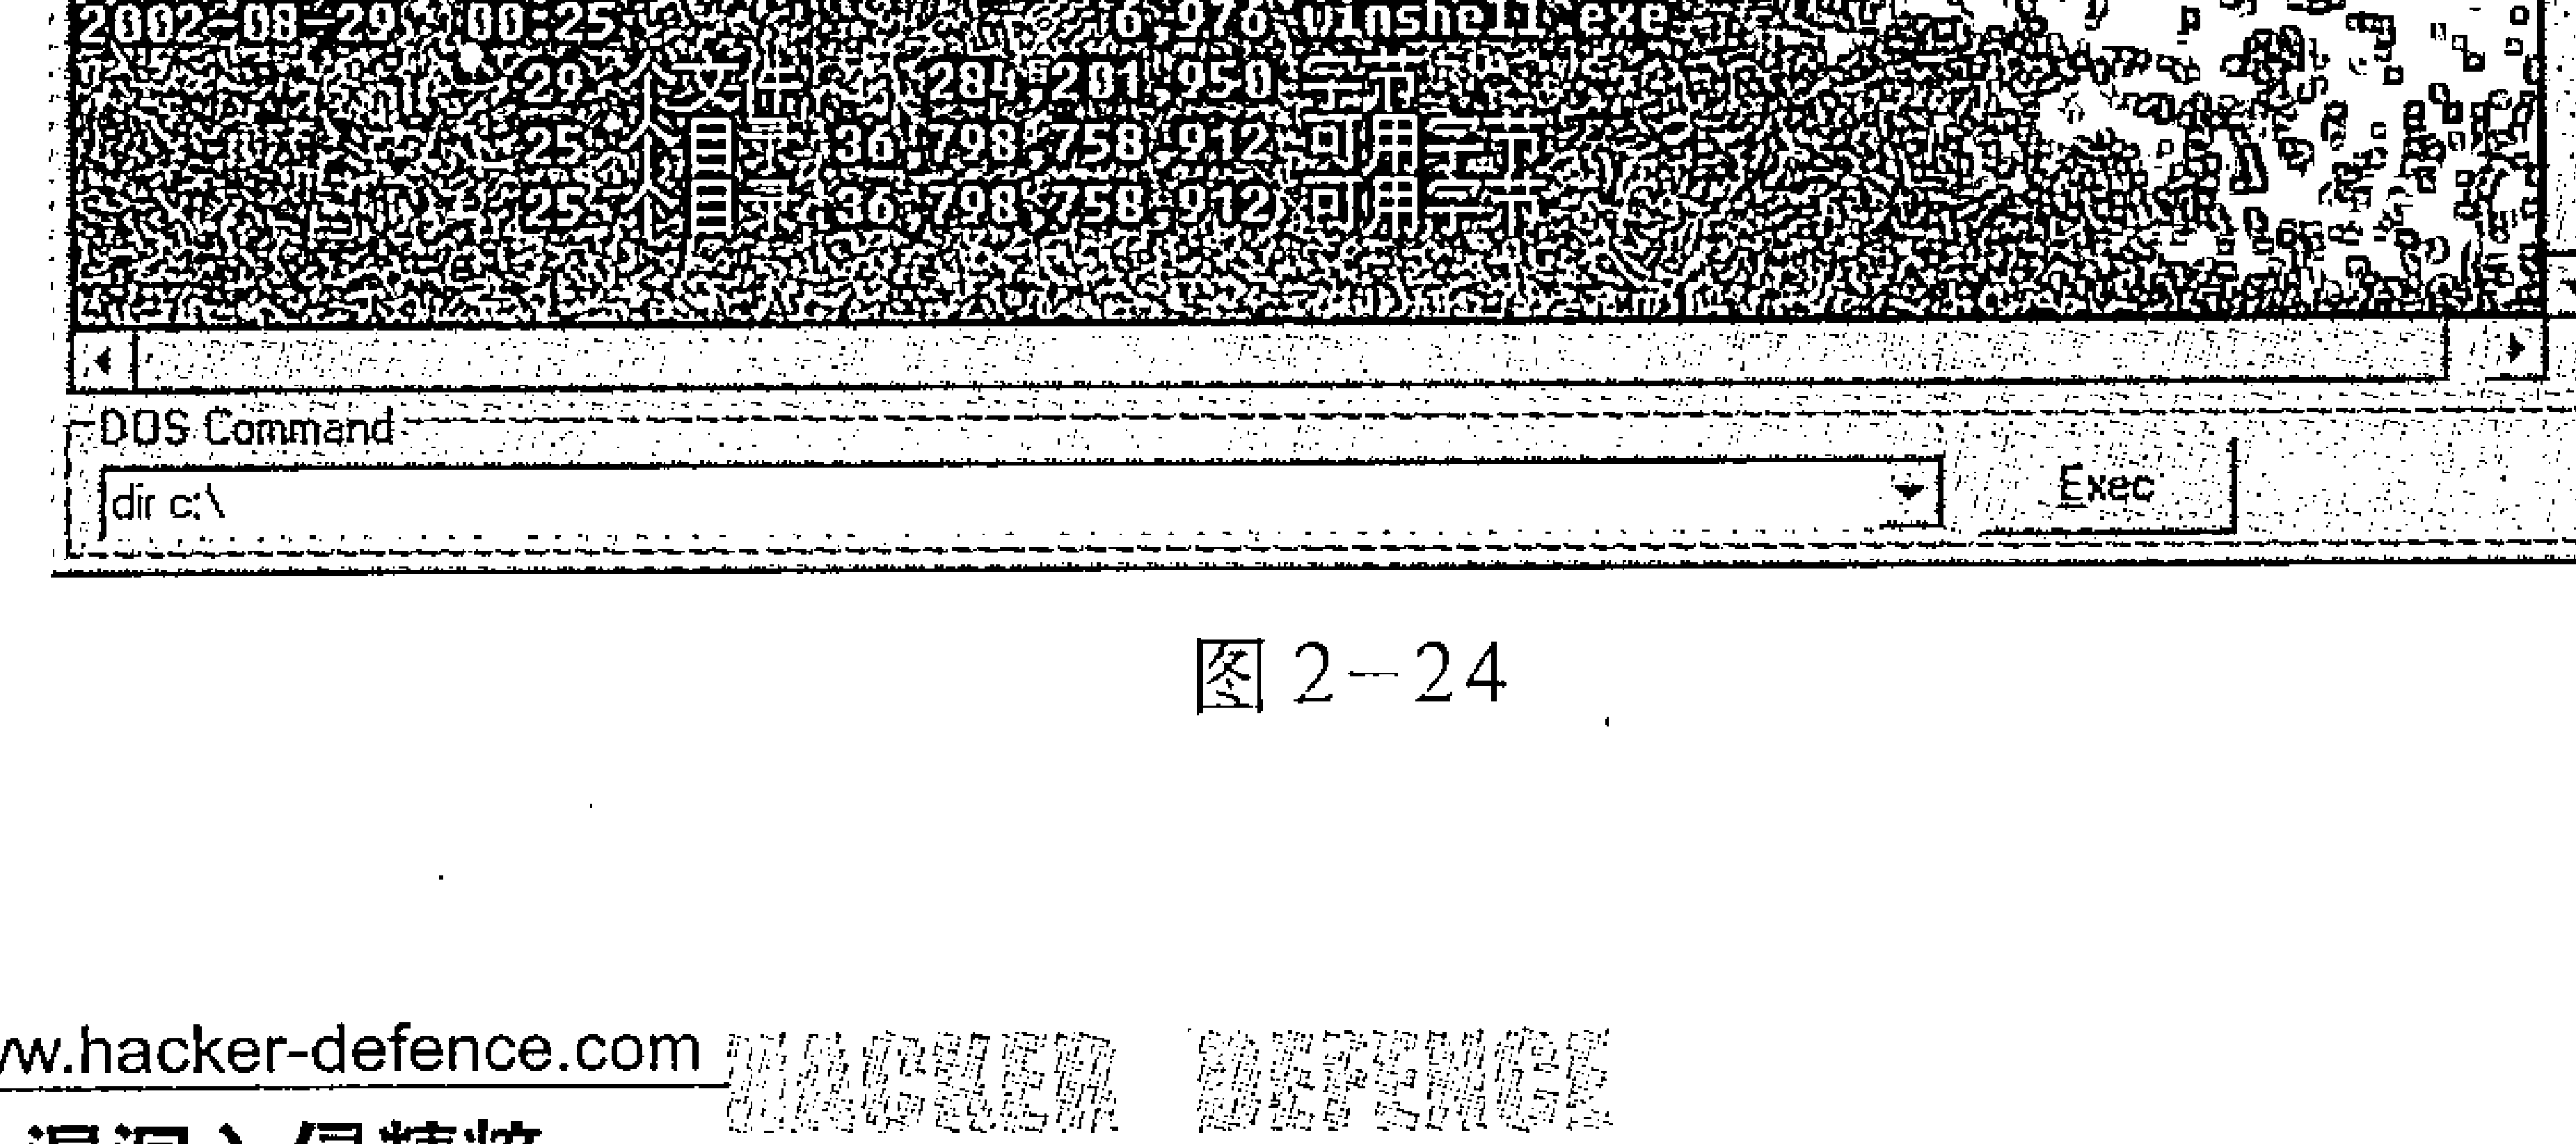 2002-08-29  00:25  6,976 winshell.exe
29 个文件  284,201,950 字节
25 个目录 36,798,758,912 可用字节
25 个目录 36,798,758,912 可用字节
DOS Command
dir c:\
Exec
图 2-24
w.hacker-defence.com
HACKER DEFENCE